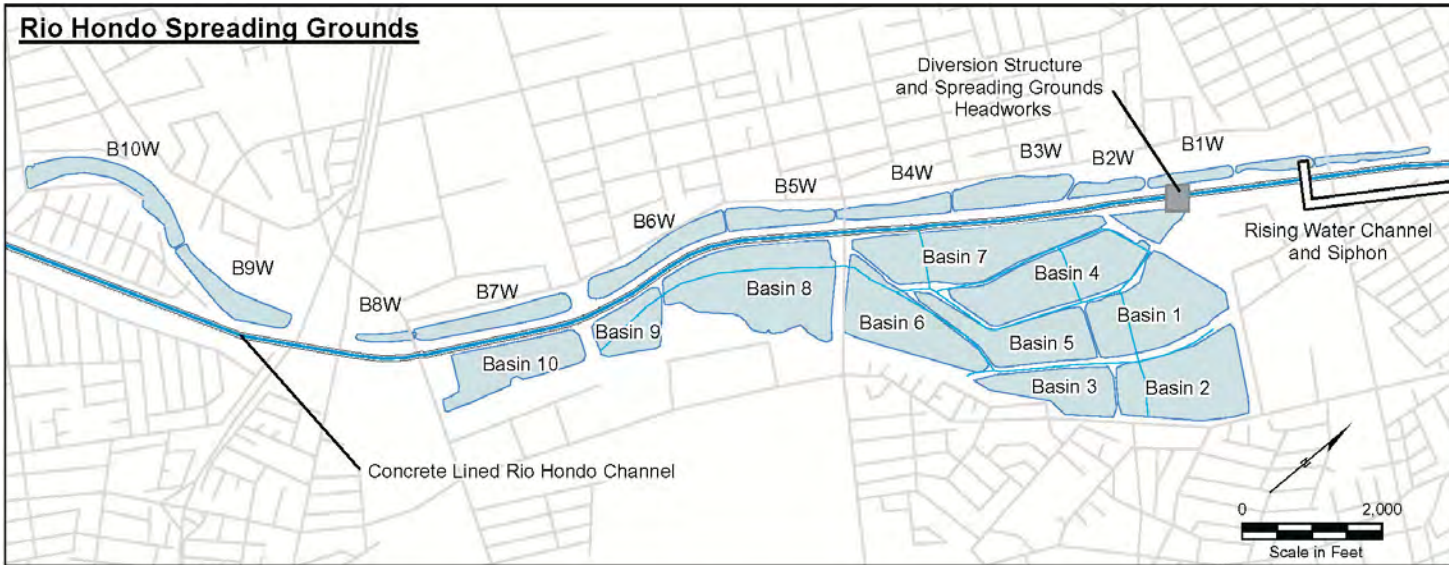 Rio Hondo Spreading Grounds
Diversion Structure
and Spreading Grounds
Headworks
B10W
B9W
B8W
B7W
B6W
B5W
B4W
B3W
B2W
B1W
Rising Water Channel
and Siphon
Basin 7
Basin 4
Basin 8
Basin 1
Basin 6
Basin 9
Basin 5
Basin 10
Basin 3
Basin 2
Concrete Lined Rio Hondo Channel
N
0 2,000
Scale in Feet